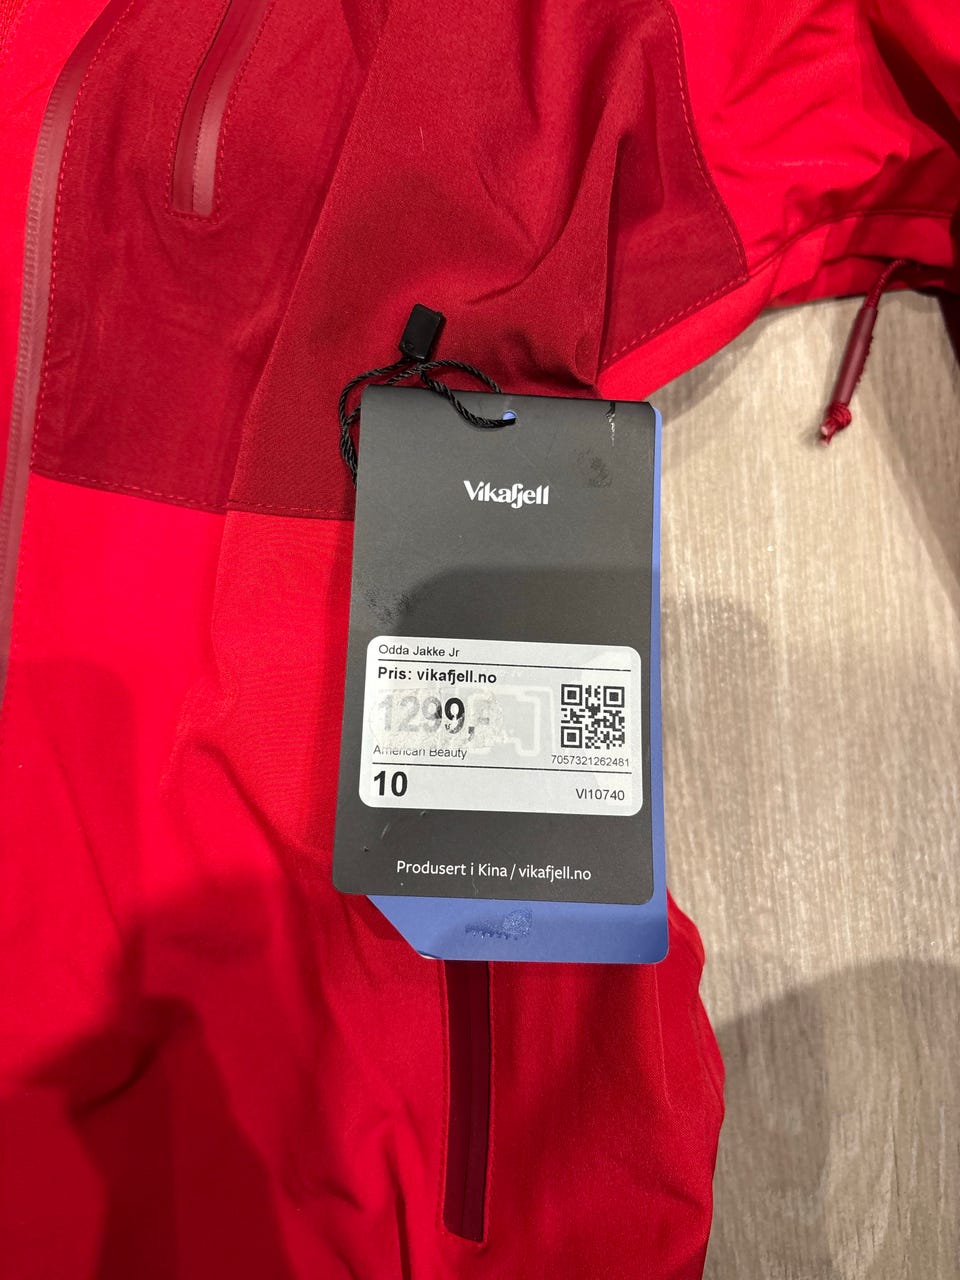 Vikafjell
Odda Jakke Jr
Pris: vikafjell.no
1299,-
American Beauty
7057321262481
10
VI10740
Produsert i Kina / vikafjell.no